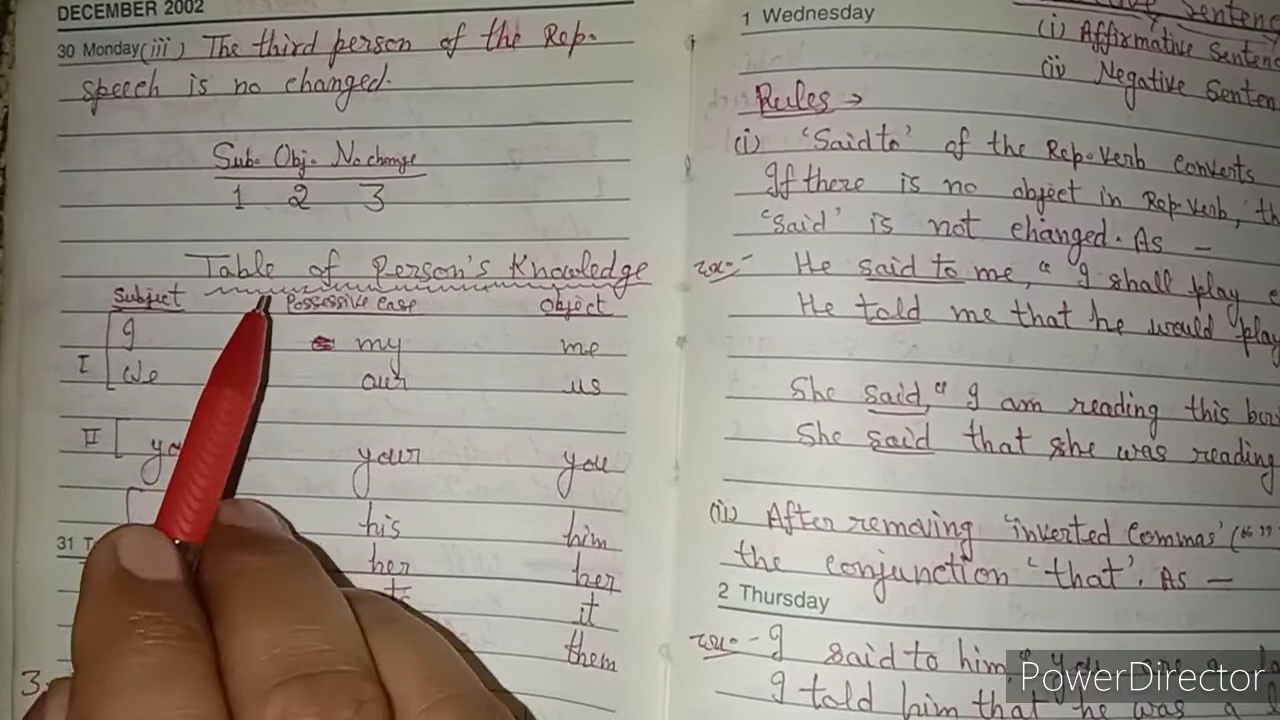 DECEMBER 2002
30 Monday (iii) The third person of the Rep.
speech is no changed.
Sub. Obj. No change
1 2 3
Table of Person's Knowledge
Subject Possessive case Object
I my me
I
We our us
II your you
his him
31 her her
it
them
3.
1 Wednesday
(i) Affirmative Sentenc
(ii) Negative Senten
Rules →
(i) 'Said to' of the Rep. Verb converts
If there is no object in Rep. Verb, th
'Said' is not changed. As —
He said to me, "I shall play
He told me that he would play
She said, "I am reading this
She said that she was reading
(ii) After removing 'inverted Commas' (" "
the conjunction 'that'. As —
2 Thursday
I said to him, "You are a
I told him that he was a
PowerDirector